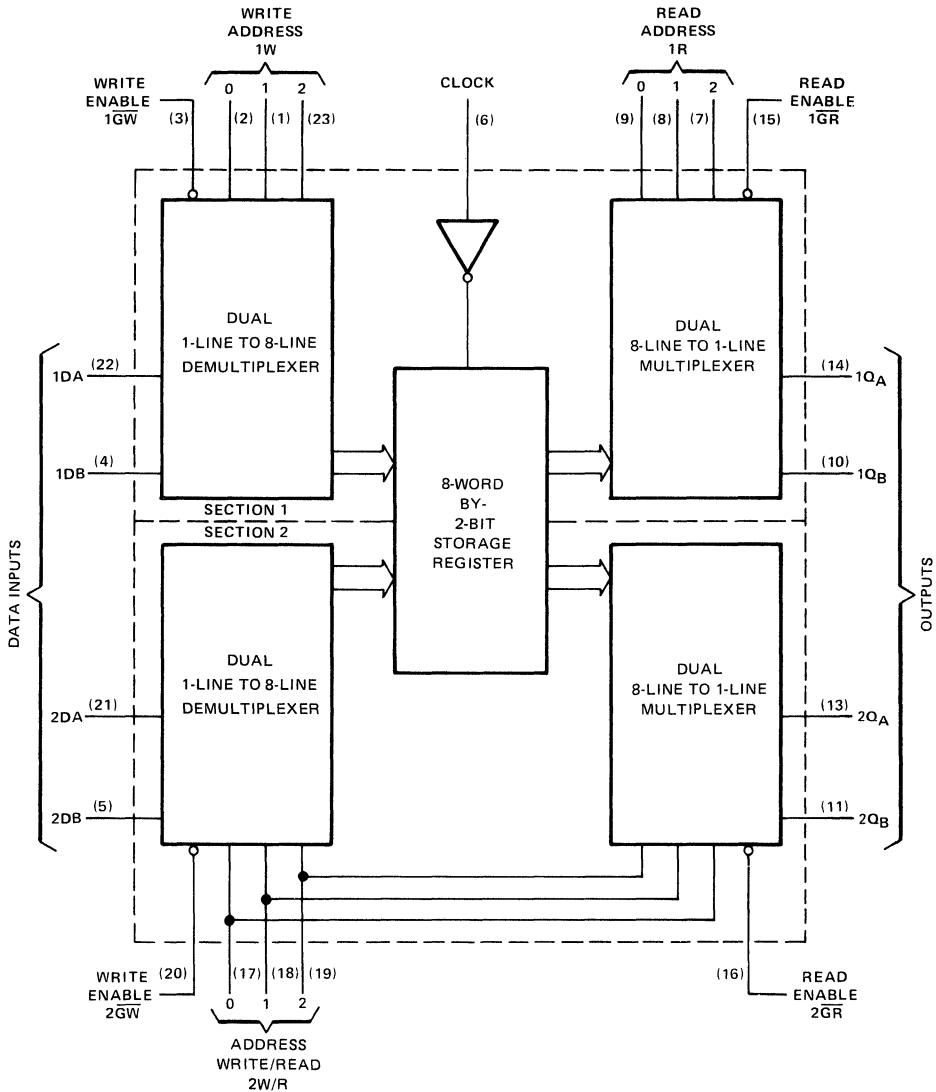 WRITE
ADDRESS
1W
READ
ADDRESS
1R
WRITE
ENABLE
1GW
0 1 2
CLOCK
0 1 2
READ
ENABLE
1GR
(3) (2) (1) (23)
(6)
(9) (8) (7) (15)
DUAL
1-LINE TO 8-LINE
DEMULTIPLEXER
DUAL
8-LINE TO 1-LINE
MULTIPLEXER
1DA (22)
(14) 1QA
1DB (4)
(10) 1QB
8-WORD
BY-
2-BIT
STORAGE
REGISTER
SECTION 1
SECTION 2
DATA INPUTS
OUTPUTS
DUAL
1-LINE TO 8-LINE
DEMULTIPLEXER
DUAL
8-LINE TO 1-LINE
MULTIPLEXER
2DA (21)
(13) 2QA
2DB (5)
(11) 2QB
WRITE
ENABLE
2GW
(20) (17) (18) (19)
0 1 2
(16)
READ
ENABLE
2GR
ADDRESS
WRITE/READ
2W/R